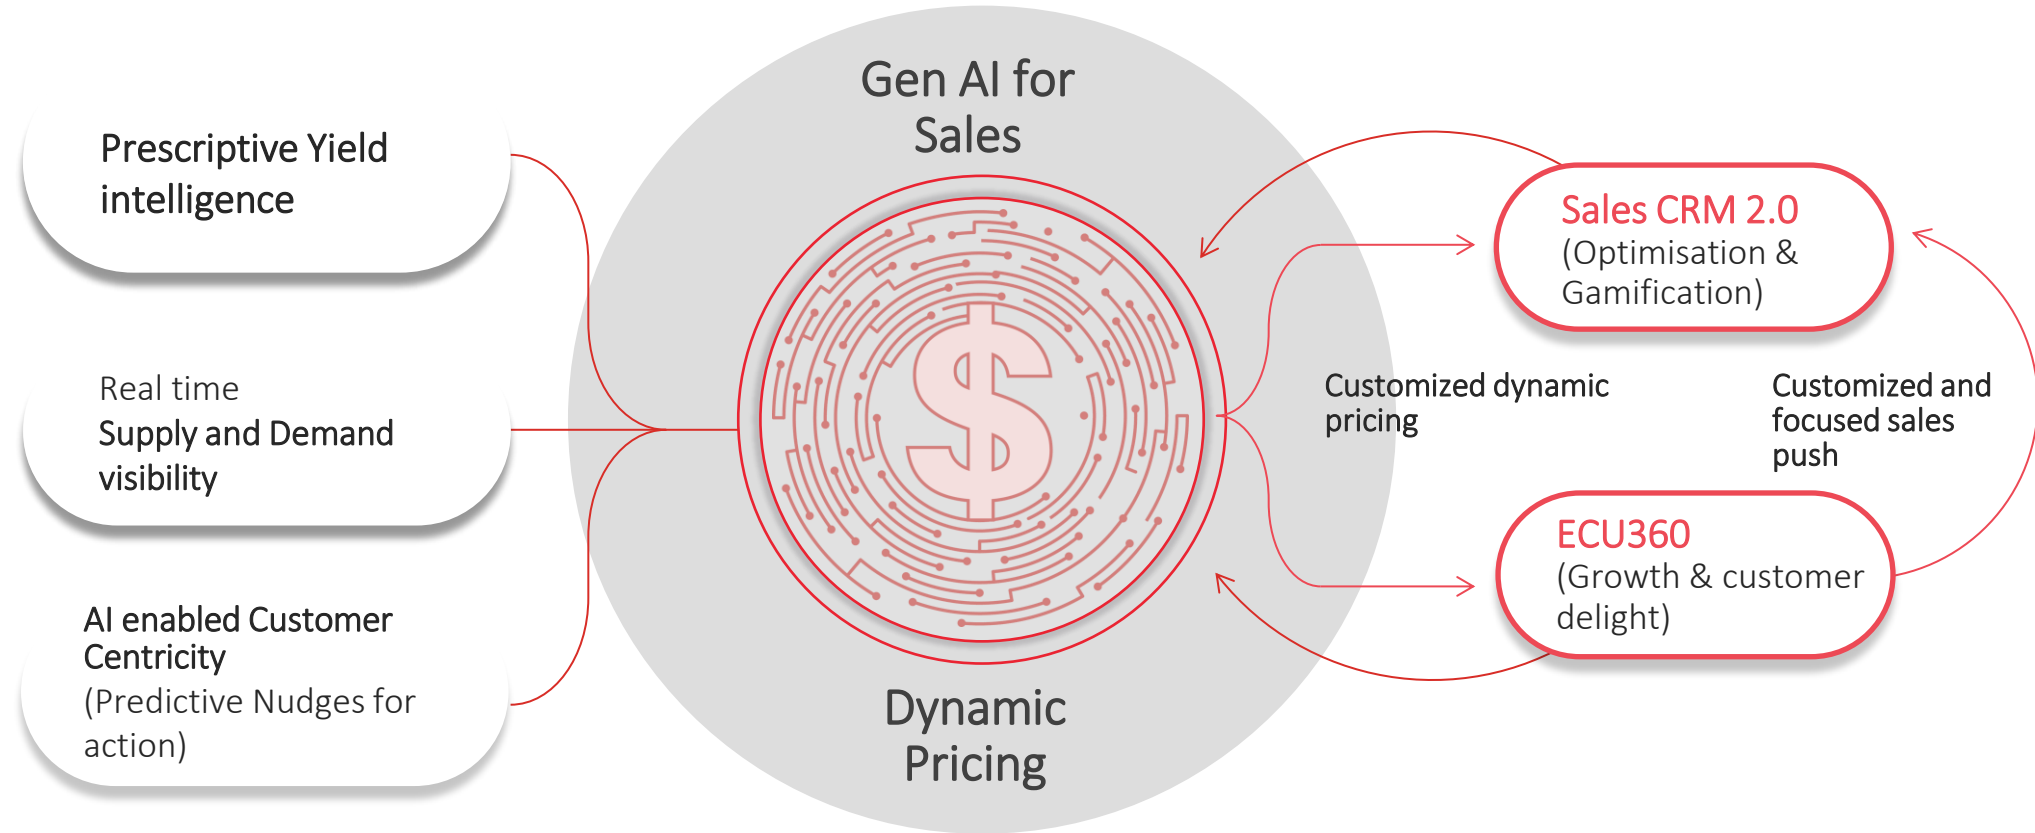 Gen AI for
Sales
Prescriptive Yield
intelligence
Real time
Supply and Demand
visibility
AI enabled Customer
Centricity
(Predictive Nudges for
action)
Dynamic
Pricing
Sales CRM 2.0
(Optimisation &
Gamification)
Customized dynamic
pricing
Customized and
focused sales
push
ECU360
(Growth & customer
delight)